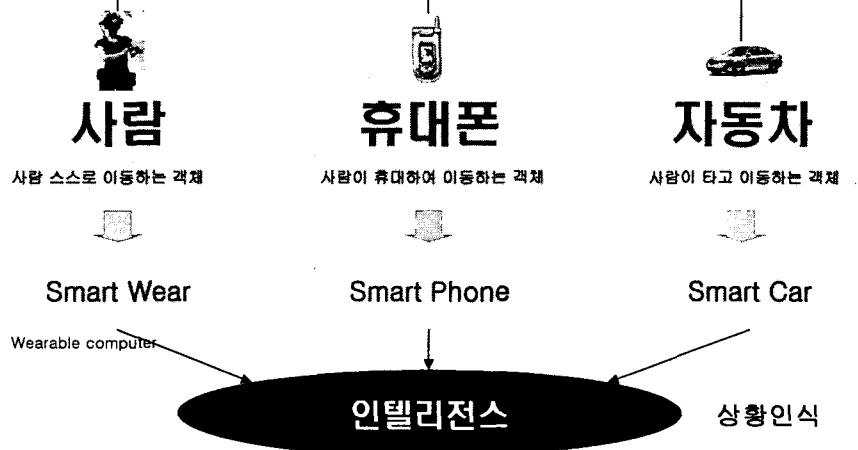 사람 휴대폰 자동차
사람 스스로 이동하는 객체 사람이 휴대하여 이동하는 객체 사람이 타고 이동하는 객체
Smart Wear Smart Phone Smart Car
Wearable computer
인텔리전스 상황인식